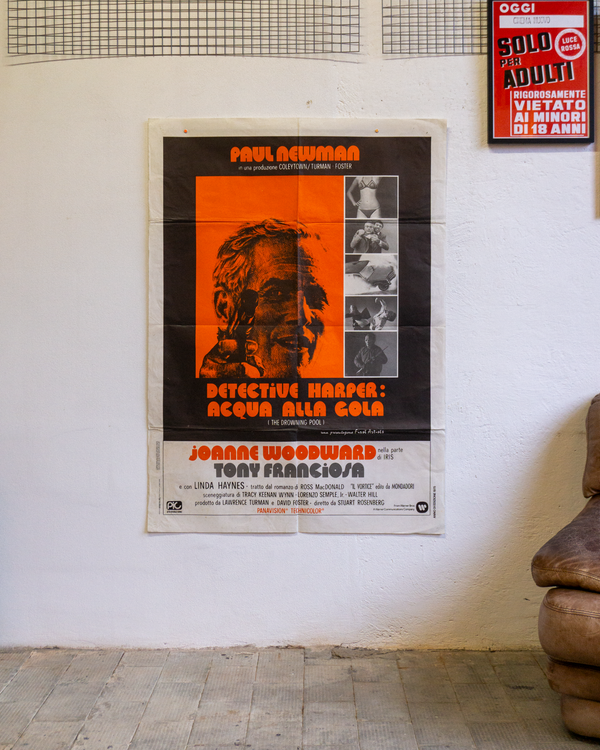 PAUL NEWMAN
in una produzione COLEYTOWN/TURMAN-FOSTER
DETECTIVE HARPER:
ACQUA ALLA GOLA
(THE DROWNING POOL)
JOANNE WOODWARD nella parte di IRIS
TONY FRANCIOSA
e con LINDA HAYNES - tratto dal romanzo di ROSS MacDONALD "IL VORTICE" edito da MONDADORI
sceneggiatura di TRACY KEENAN WYNN - LORENZO SEMPLE, Jr. - WALTER HILL
prodotto da LAWRENCE TURMAN e DAVID FOSTER - diretto da STUART ROSENBERG
PANAVISION® TECHNICOLOR®
PIC
OGGI
SOLO
PER
ADULTI
LUCE
ROSSA
RIGOROSAMENTE
VIETATO
AI MINORI
DI 18 ANNI